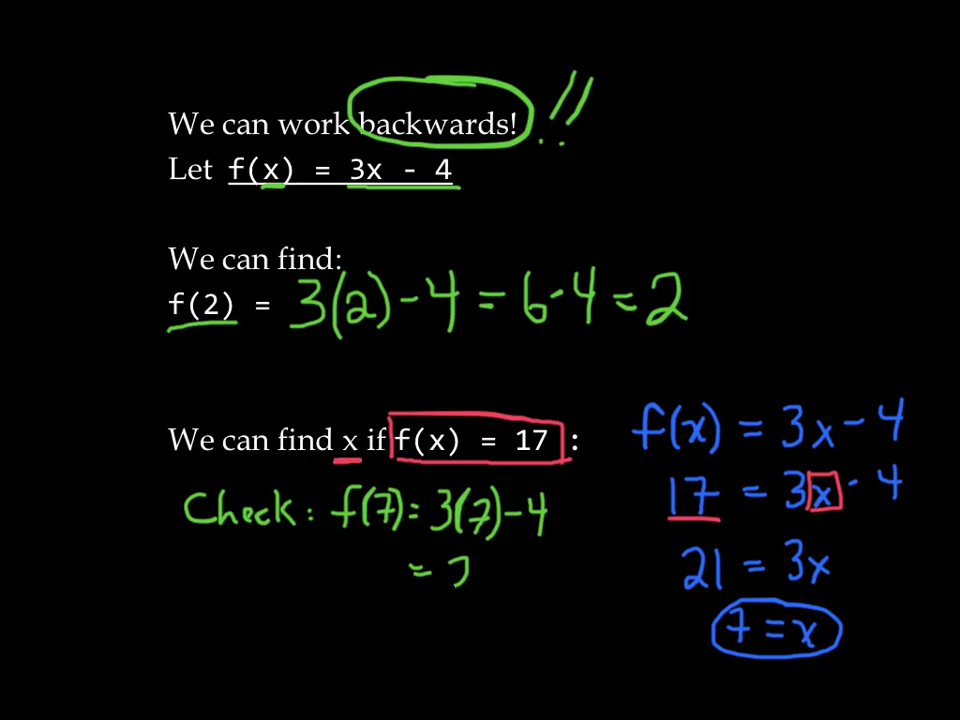 We can work backwards! !!
Let f(x) = 3x - 4
We can find:
f(2) = 3(2) - 4 = 6 - 4 = 2
We can find x if f(x) = 17 :
Check: f(7) = 3(7) - 4
=
f(x) = 3x - 4
17 = 3x - 4
21 = 3x
7 = x